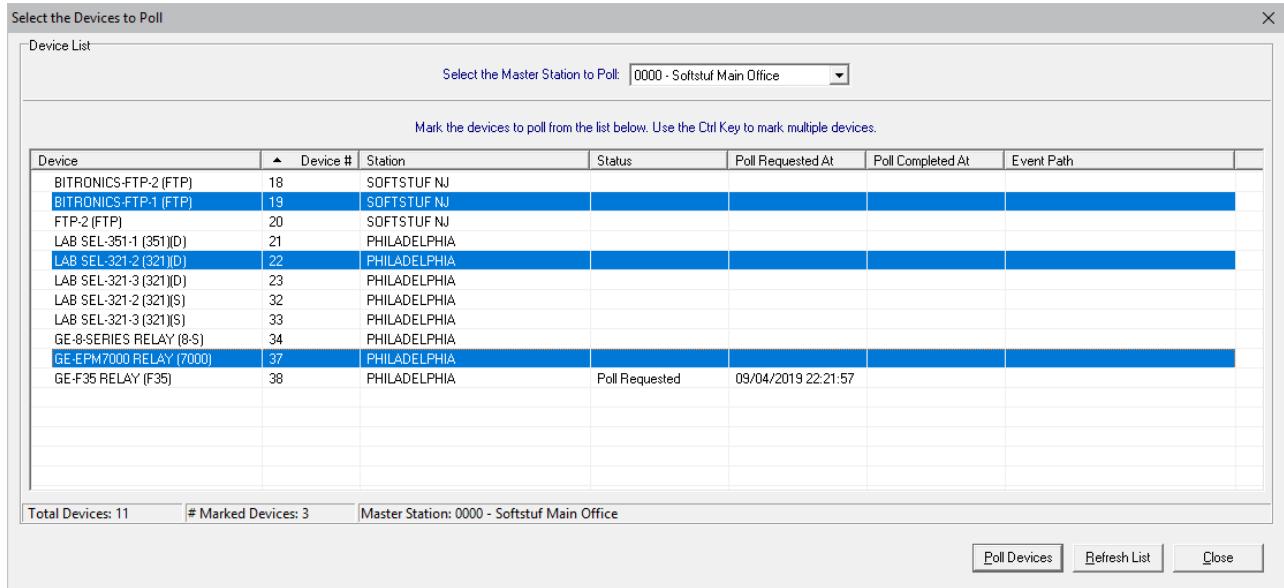 Select the Devices to Poll
Device List
Select the Master Station to Poll: 0000 - Softstuf Main Office
Mark the devices to poll from the list below. Use the Ctrl Key to mark multiple devices.
Device Device # Station Status Poll Requested At Poll Completed At Event Path
BITRONICS-FTP-2 (FTP) 18 SOFTSTUF NJ
BITRONICS-FTP-1 (FTP) 19 SOFTSTUF NJ
FTP-2 (FTP) 20 SOFTSTUF NJ
LAB SEL-351-1 (351)(D) 21 PHILADELPHIA
LAB SEL-321-2 (321)(D) 22 PHILADELPHIA
LAB SEL-321-3 (321)(D) 23 PHILADELPHIA
LAB SEL-321-2 (321)(S) 32 PHILADELPHIA
LAB SEL-321-3 (321)(S) 33 PHILADELPHIA
GE-8-SERIES RELAY (8-S) 34 PHILADELPHIA
GE-EPM7000 RELAY (7000) 37 PHILADELPHIA
GE-F35 RELAY (F35) 38 PHILADELPHIA Poll Requested 09/04/2019 22:21:57
Total Devices: 11 # Marked Devices: 3 Master Station: 0000 - Softstuf Main Office
Poll Devices Refresh List Close